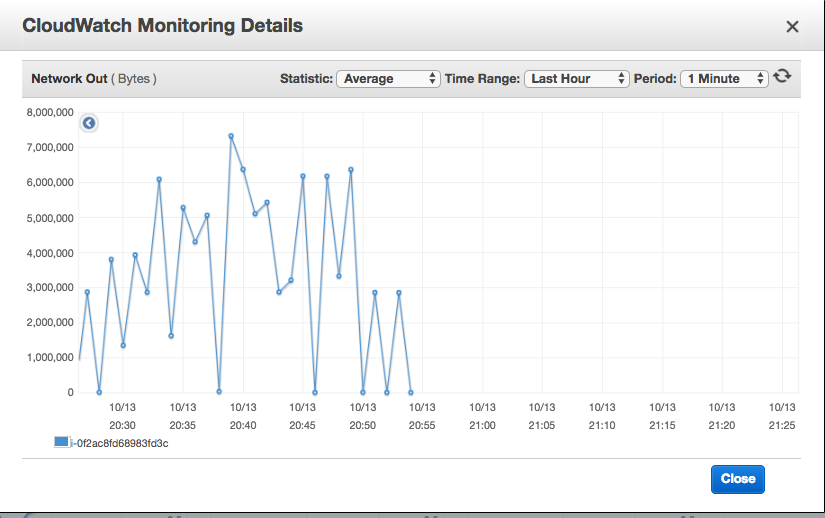 CloudWatch Monitoring Details
Network Out ( Bytes ) Statistic: Average Time Range: Last Hour Period: 1 Minute
8,000,000
7,000,000
6,000,000
5,000,000
4,000,000
3,000,000
2,000,000
1,000,000
0
10/13 10/13 10/13 10/13 10/13 10/13 10/13 10/13 10/13 10/13 10/13 10/13
20:30 20:35 20:40 20:45 20:50 20:55 21:00 21:05 21:10 21:15 21:20 21:25
i-0f2ac8fd68983fd3c
Close